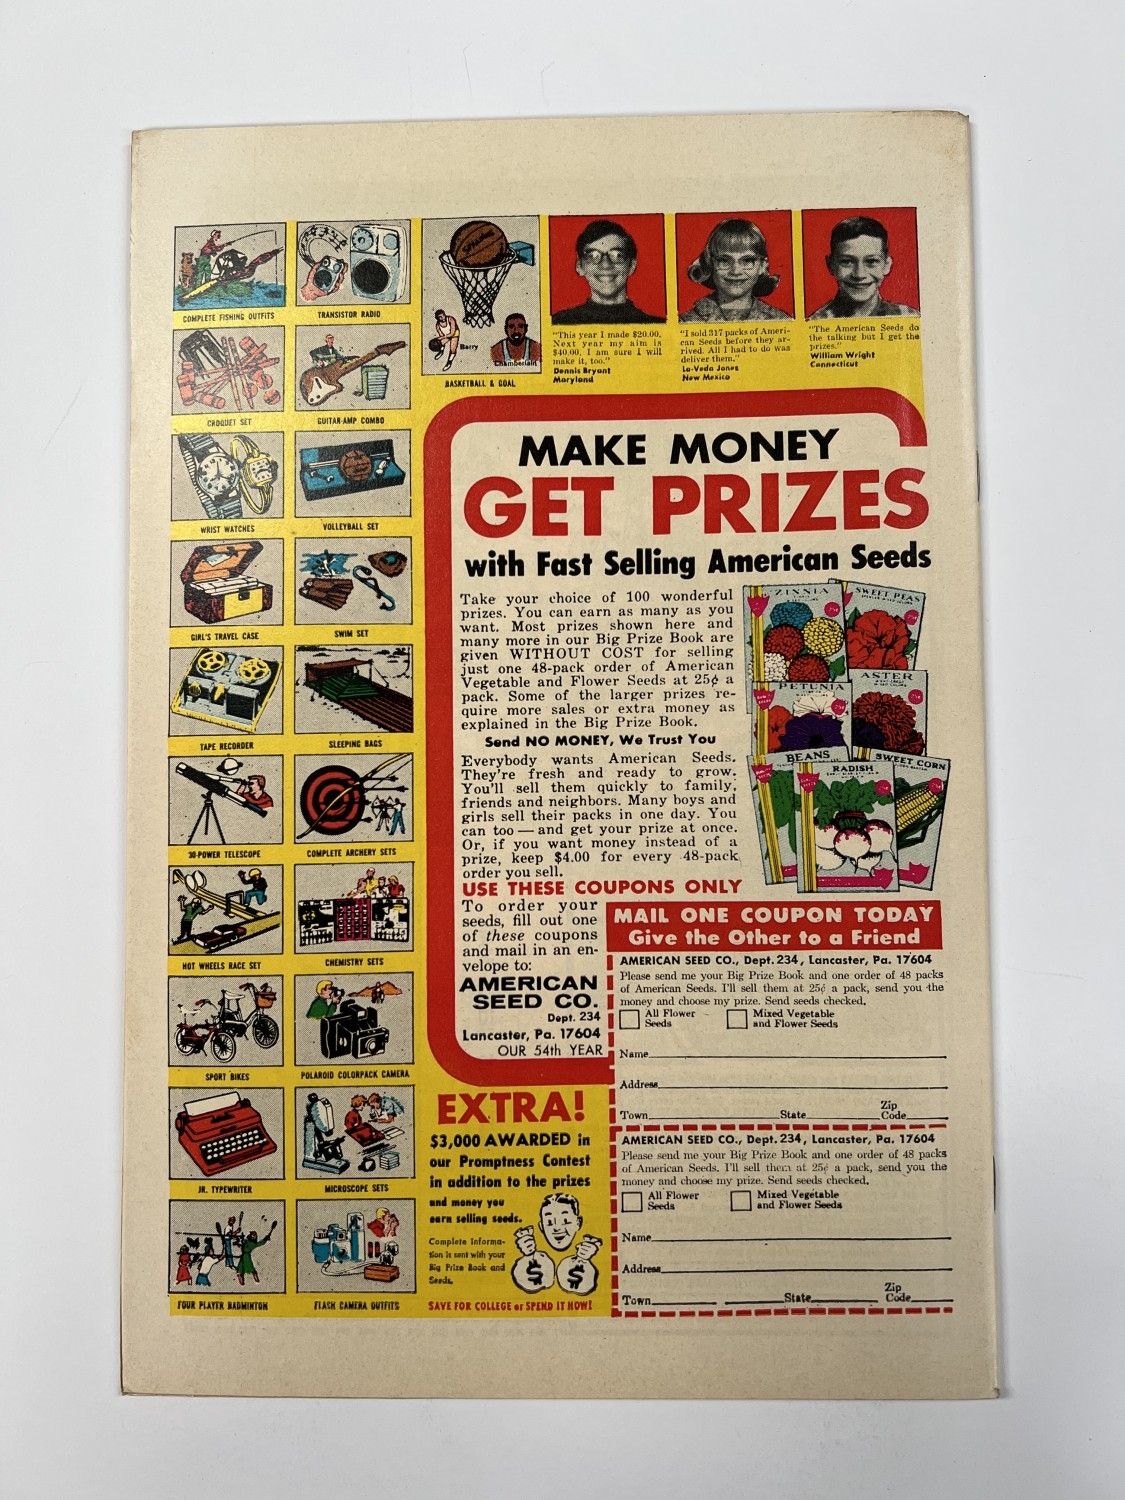 COMPLETE FISHING OUTFITS
TRANSISTOR RADIO
CROQUET SET
GUITAR-AMP COMBO
WRIST WATCHES
VOLLEYBALL SET
GIRL'S TRAVEL CASE
SWIM SET
TAPE RECORDER
SLEEPING BAGS
30-POWER TELESCOPE
COMPLETE ARCHERY SETS
HOT WHEELS RACE SET
CHEMISTRY SETS
SPORT BIKES
POLAROID COLORPACK CAMERA
JR. TYPEWRITER
MICROSCOPE SETS
FOUR PLAYER BADMINTON
FLASH CAMERA OUTFITS
Spalding
Barry
Chamberlain
BASKETBALL & GOAL
"This year I made $20.00.
Next year my aim is
$40.00. I am sure I will
make it, too."
Dennis Bryant
Maryland
"I sold 317 packs of Ameri-
can Seeds before they ar-
rived. All I had to do was
deliver them."
La-Veda Jones
New Mexico
"The American Seeds do
the talking but I get the
prizes."
William Wright
Connecticut
MAKE MONEY
GET PRIZES
with Fast Selling American Seeds
Take your choice of 100 wonderful
prizes. You can earn as many as you
want. Most prizes shown here and
many more in our Big Prize Book are
given WITHOUT COST for selling
just one 48-pack order of American
Vegetable and Flower Seeds at 25¢ a
pack. Some of the larger prizes re-
quire more sales or extra money as
explained in the Big Prize Book.
Send NO MONEY, We Trust You
Everybody wants American Seeds.
They're fresh and ready to grow.
You'll sell them quickly to family,
friends and neighbors. Many boys and
girls sell their packs in one day. You
can too — and get your prize at once.
Or, if you want money instead of a
prize, keep $4.00 for every 48-pack
order you sell.
ZINNIA
SWEET PEAS
PETUNIA
ASTER
BEANS
SWEET CORN
RADISH
USE THESE COUPONS ONLY
To order your
seeds, fill out one
of these coupons
and mail in an en-
velope to:
AMERICAN
SEED CO.
Dept. 234
Lancaster, Pa. 17604
OUR 54th YEAR
MAIL ONE COUPON TODAY
Give the Other to a Friend
AMERICAN SEED CO., Dept. 234, Lancaster, Pa. 17604
Please send me your Big Prize Book and one order of 48 packs
of American Seeds. I'll sell them at 25¢ a pack, send you the
money and choose my prize. Send seeds checked.
All Flower Seeds
Mixed Vegetable and Flower Seeds
Name
Address
Town State Zip Code
AMERICAN SEED CO., Dept. 234, Lancaster, Pa. 17604
Please send me your Big Prize Book and one order of 48 packs
of American Seeds. I'll sell them at 25¢ a pack, send you the
money and choose my prize. Send seeds checked.
All Flower Seeds
Mixed Vegetable and Flower Seeds
Name
Address
Town State Zip Code
EXTRA!
$3,000 AWARDED in
our Promptness Contest
in addition to the prizes
and money you
earn selling seeds.
Complete informa-
tion is sent with your
Big Prize Book and
Seeds.
$ $
SAVE FOR COLLEGE or SPEND IT NOW!